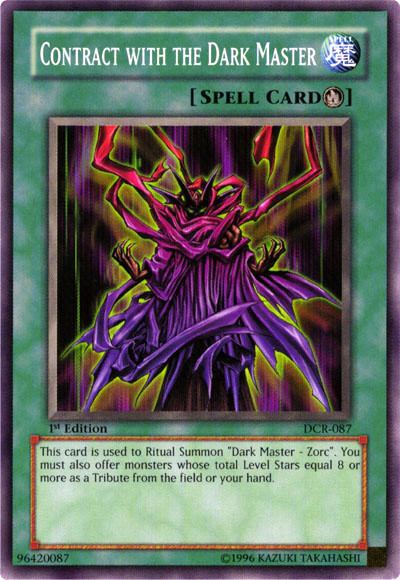 CONTRACT WITH THE DARK MASTER
SPELL
魔
[SPELL CARD]
1st Edition
DCR-087
This card is used to Ritual Summon "Dark Master - Zorc". You
must also offer monsters whose total Level Stars equal 8 or
more as a Tribute from the field or your hand.
96420087
©1996 KAZUKI TAKAHASHI